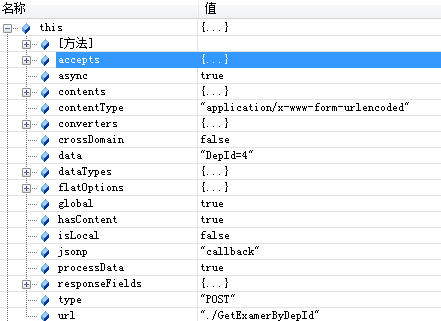 名称 值
this {...}
[方法]
accepts {...}
async true
contents {...}
contentType "application/x-www-form-urlencoded"
converters {...}
crossDomain false
data "DepId=4"
dataTypes {...}
flatOptions {...}
global true
hasContent true
isLocal false
jsonp "callback"
processData true
responseFields {...}
type "POST"
url "./GetExamerByDepId"